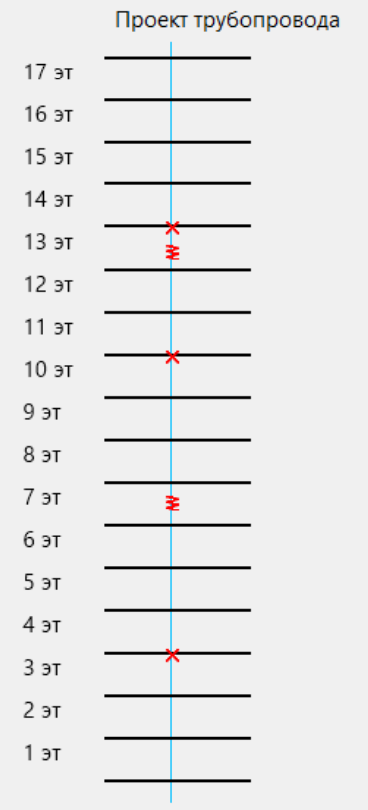 Проект трубопровода
17 эт
16 эт
15 эт
14 эт
13 эт
12 эт
11 эт
10 эт
9 эт
8 эт
7 эт
6 эт
5 эт
4 эт
3 эт
2 эт
1 эт